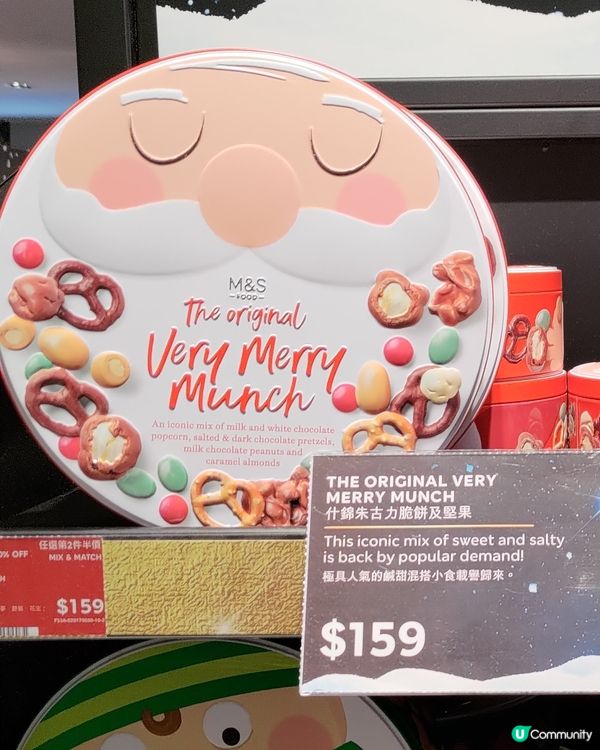 M&S
FOOD
The original
Very Merry
Munch
An iconic mix of milk and white chocolate
popcorn, salted & dark chocolate pretzels,
milk chocolate peanuts and
caramel almonds
THE ORIGINAL VERY
MERRY MUNCH
什錦朱古力脆餅及堅果
This iconic mix of sweet and salty
is back by popular demand!
極具人氣的鹹甜混搭小食載譽歸來。
$159
0% OFF
任選第2件半價
MIX & MATCH
$159
U Community